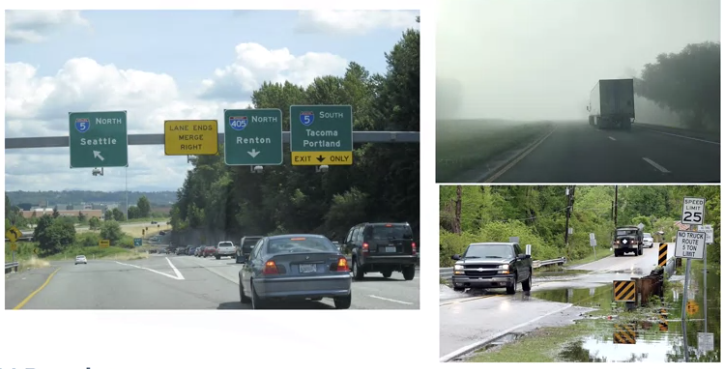 5 NORTH
Seattle
LANE ENDS
MERGE
RIGHT
405 NORTH
Renton
5 SOUTH
Tacoma
Portland
EXIT ONLY
SPEED
LIMIT
25
NO TRUCK
ROUTE
5 TON
LIMIT